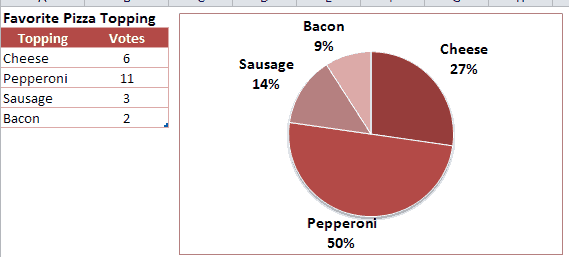 Favorite Pizza Topping
Topping Votes
Cheese 6
Pepperoni 11
Sausage 3
Bacon 2
Bacon
9%
Cheese
27%
Sausage
14%
Pepperoni
50%